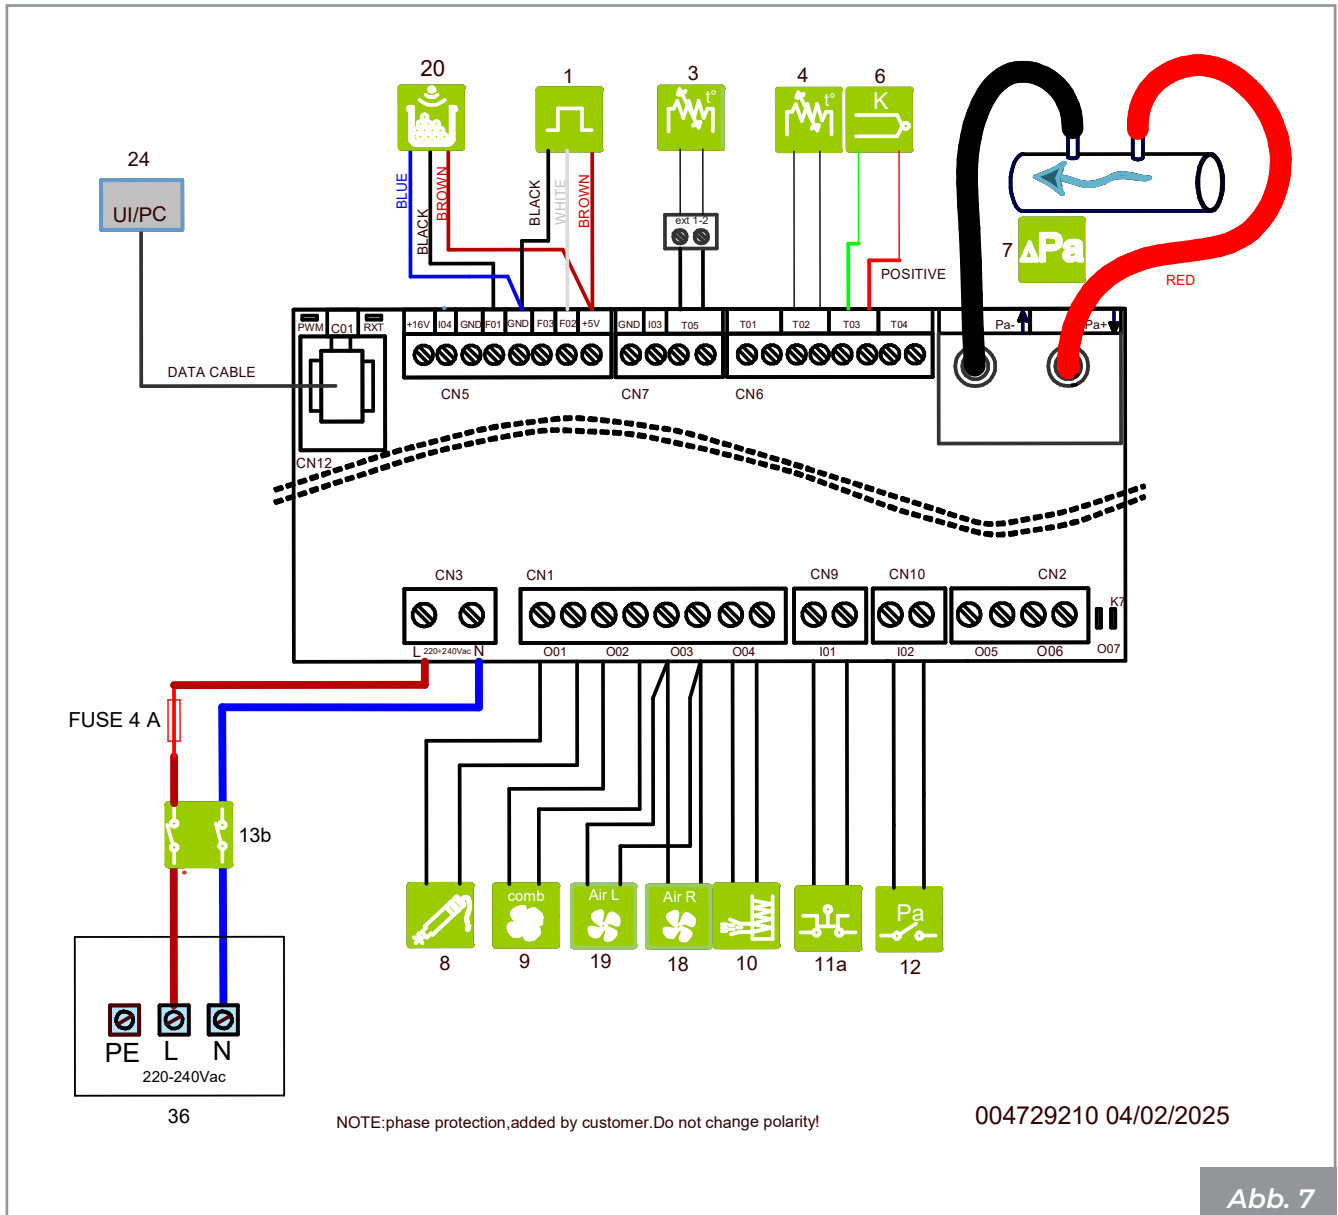 20
1
3
4
6
24
t°
t°
K
UI/PC
BLUE
BLACK
BROWN
BLACK
WHITE
BROWN
ext 1-2
7
ΔPa
POSITIVE
RED
PWM
C01
RXT
+16V
I04
GND
F01
GND
F03
F02
+5V
GND
I03
T05
T01
T02
T03
T04
Pa-
Pa+
DATA CABLE
CN5
CN7
CN6
CN12
CN3
CN1
CN9
CN10
CN2
K7
L
220÷240Vac
N
O01
O02
O03
O04
I01
I02
O05
O06
O07
FUSE 4 A
13b
comb
Air L
Air R
Pa
8
9
19
18
10
11a
12
PE
L
N
220-240Vac
36
NOTE:phase protection,added by customer.Do not change polarity!
004729210 04/02/2025
Abb. 7